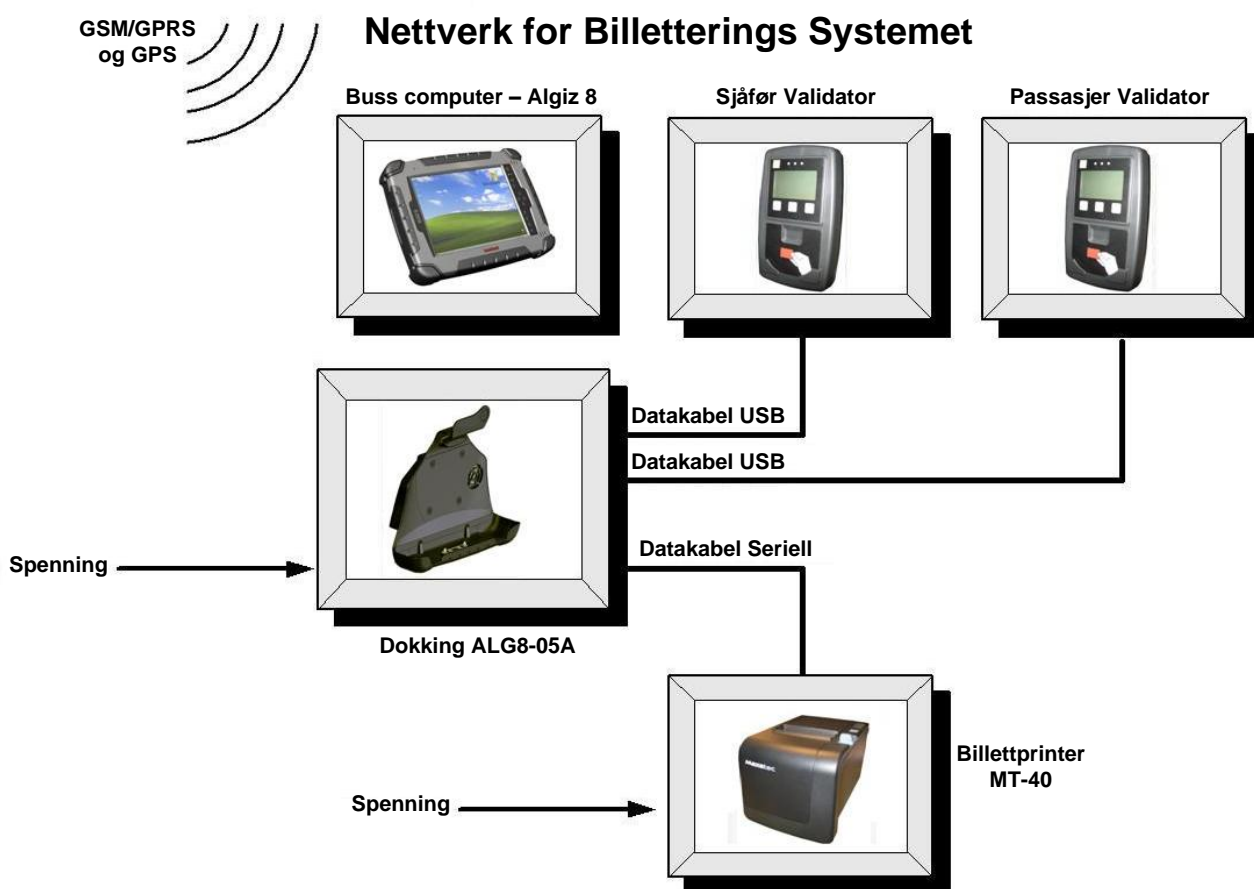 GSM/GPRS
og GPS
Nettverk for Billetterings Systemet
Buss computer – Algiz 8
Sjåfør Validator
Passasjer Validator
Datakabel USB
Datakabel USB
Datakabel Seriell
Spenning
Dokking ALG8-05A
Billettprinter
MT-40
Spenning